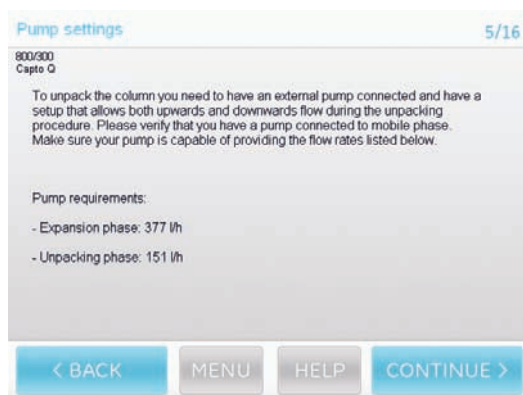 Pump settings 5/16
800/300
Capto Q
To unpack the column you need to have an external pump connected and have a
setup that allows both upwards and downwards flow during the unpacking
procedure. Please verify that you have a pump connected to mobile phase.
Make sure your pump is capable of providing the flow rates listed below.
Pump requirements:
- Expansion phase: 377 l/h
- Unpacking phase: 151 l/h
< BACK MENU HELP CONTINUE >